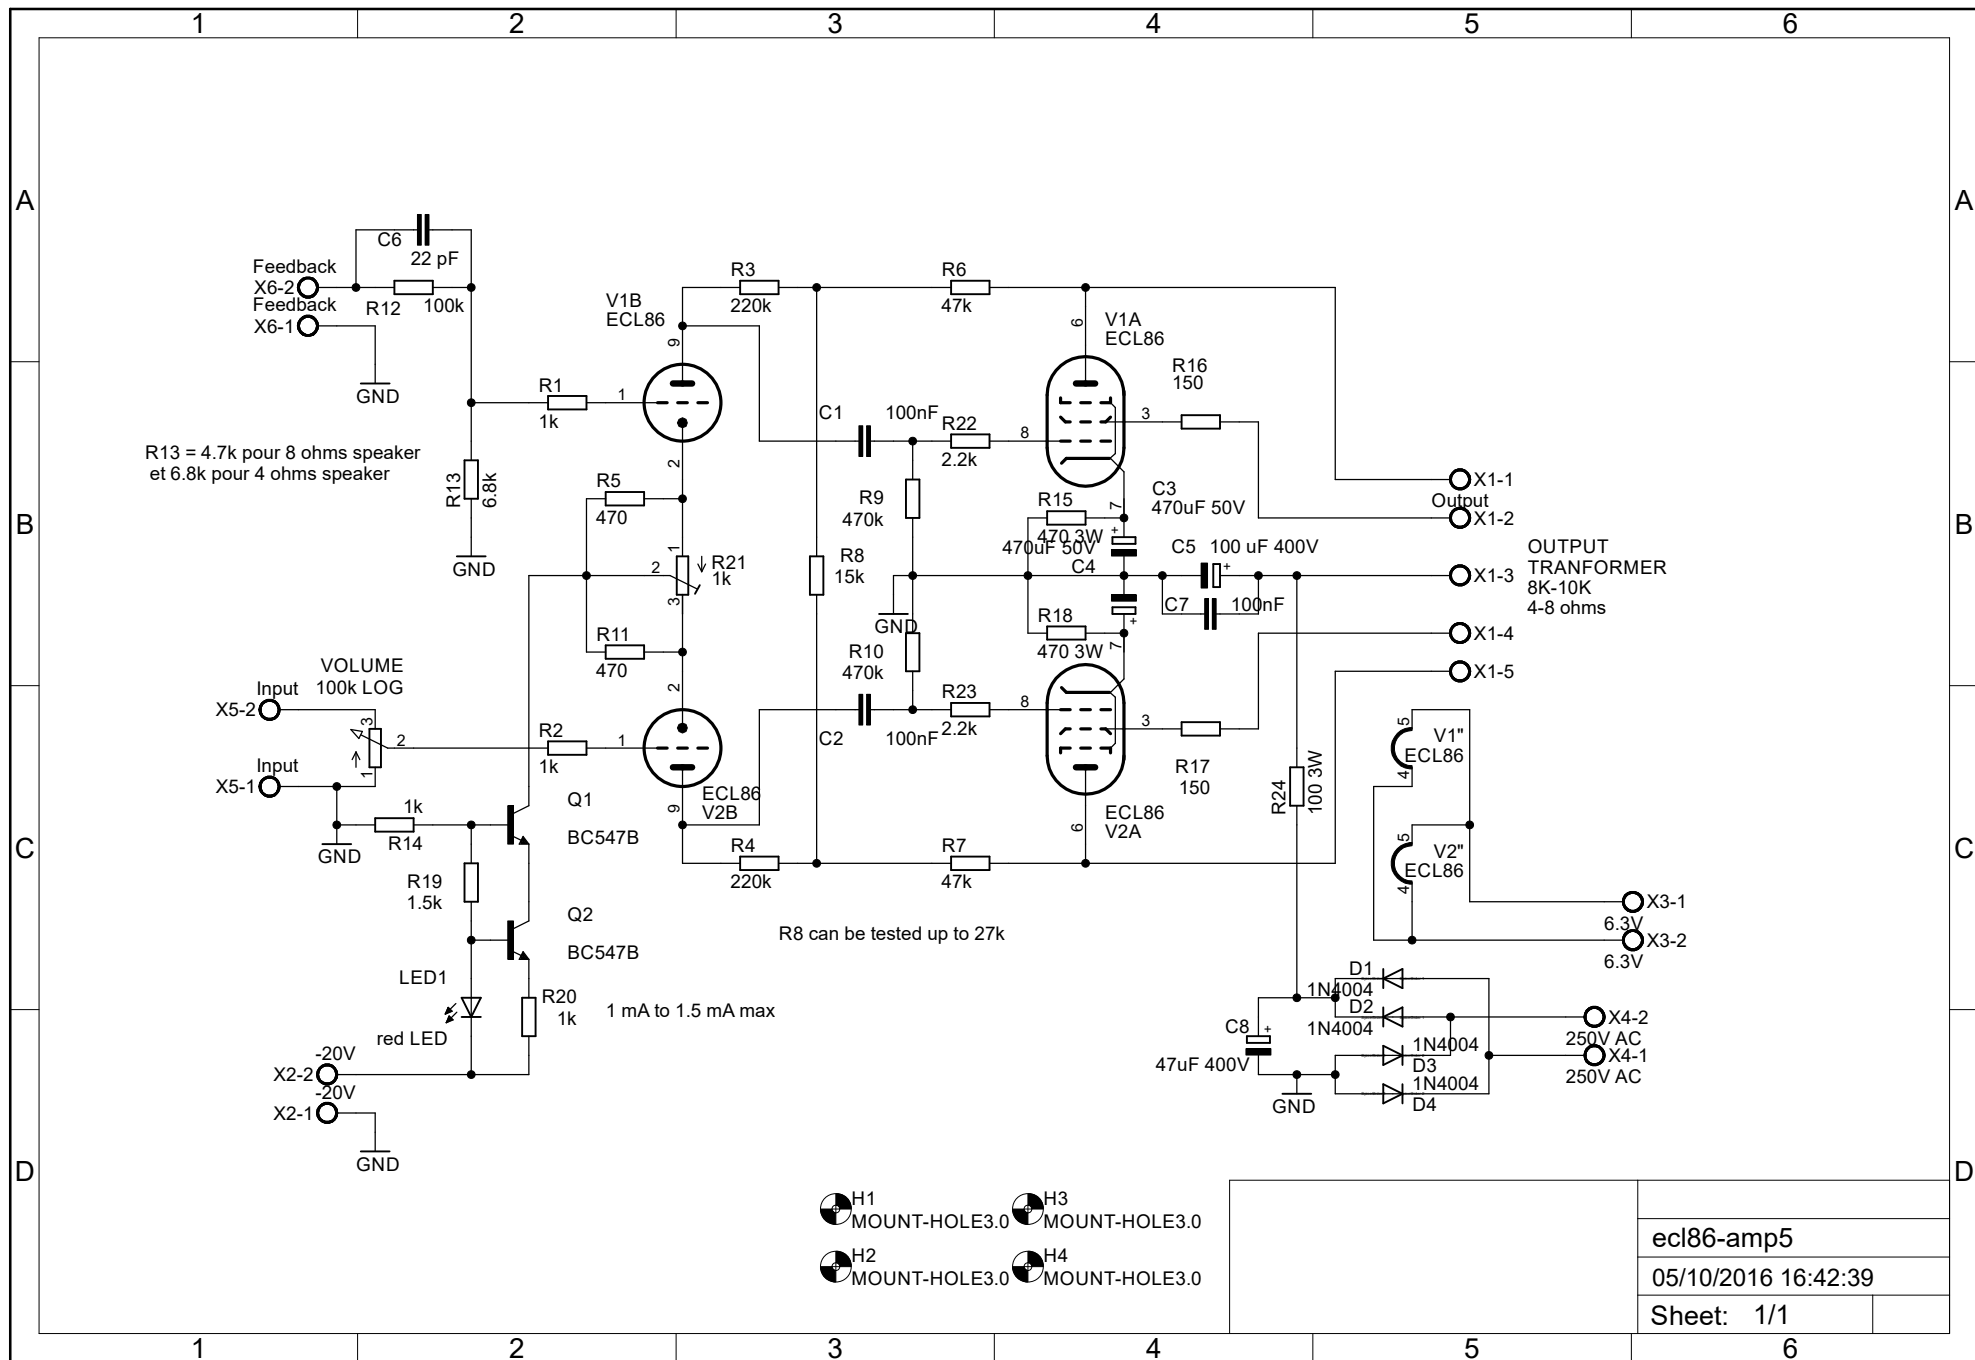 1 2 3 4 5 6
A A
C6
22 pF
Feedback
X6-2
R12 100k
Feedback
X6-1
GND
R3
220k
R6
47k
V1B
ECL86
9
6
V1A
ECL86
R16
150
R1
1k
1
2
C1 100nF
R22
2.2k
8
3
R13 = 4.7k pour 8 ohms speaker
et 6.8k pour 4 ohms speaker
R13
6.8k
GND
B B
R5
470
1
2
3
R21
1k
R9
470k
R8
15k
R15
470 3W
7
C3
470uF 50V
470uF 50V
C4
C5 100 uF 400V
+
+
+
C7 100nF
X1-1
Output
X1-2
X1-3
X1-4
X1-5
OUTPUT
TRANFORMER
8K-10K
4-8 ohms
GND
R11
470
R10
470k
R18
470 3W
7
VOLUME
100k LOG
Input
X5-2
3
2
1
Input
X5-1
R2
1k
1
2
9
ECL86
V2B
C2 100nF
R23
2.2k
8
3
R17
150
6
ECL86
V2A
R24
100 3W
5
4
V1"
ECL86
5
4
V2"
ECL86
C C
GND
1k
R14
Q1
BC547B
R19
1.5k
Q2
BC547B
R4
220k
R7
47k
R8 can be tested up to 27k
X3-1
6.3V
X3-2
6.3V
LED1
red LED
R20
1k
1 mA to 1.5 mA max
D1
1N4004
D2
1N4004
1N4004
D3
1N4004
D4
C8
+
47uF 400V
GND
X4-2
250V AC
X4-1
250V AC
-20V
X2-2
-20V
X2-1
GND
D D
H1
MOUNT-HOLE3.0
H3
MOUNT-HOLE3.0
H2
MOUNT-HOLE3.0
H4
MOUNT-HOLE3.0
ecl86-amp5
05/10/2016 16:42:39
Sheet: 1/1
1 2 3 4 5 6